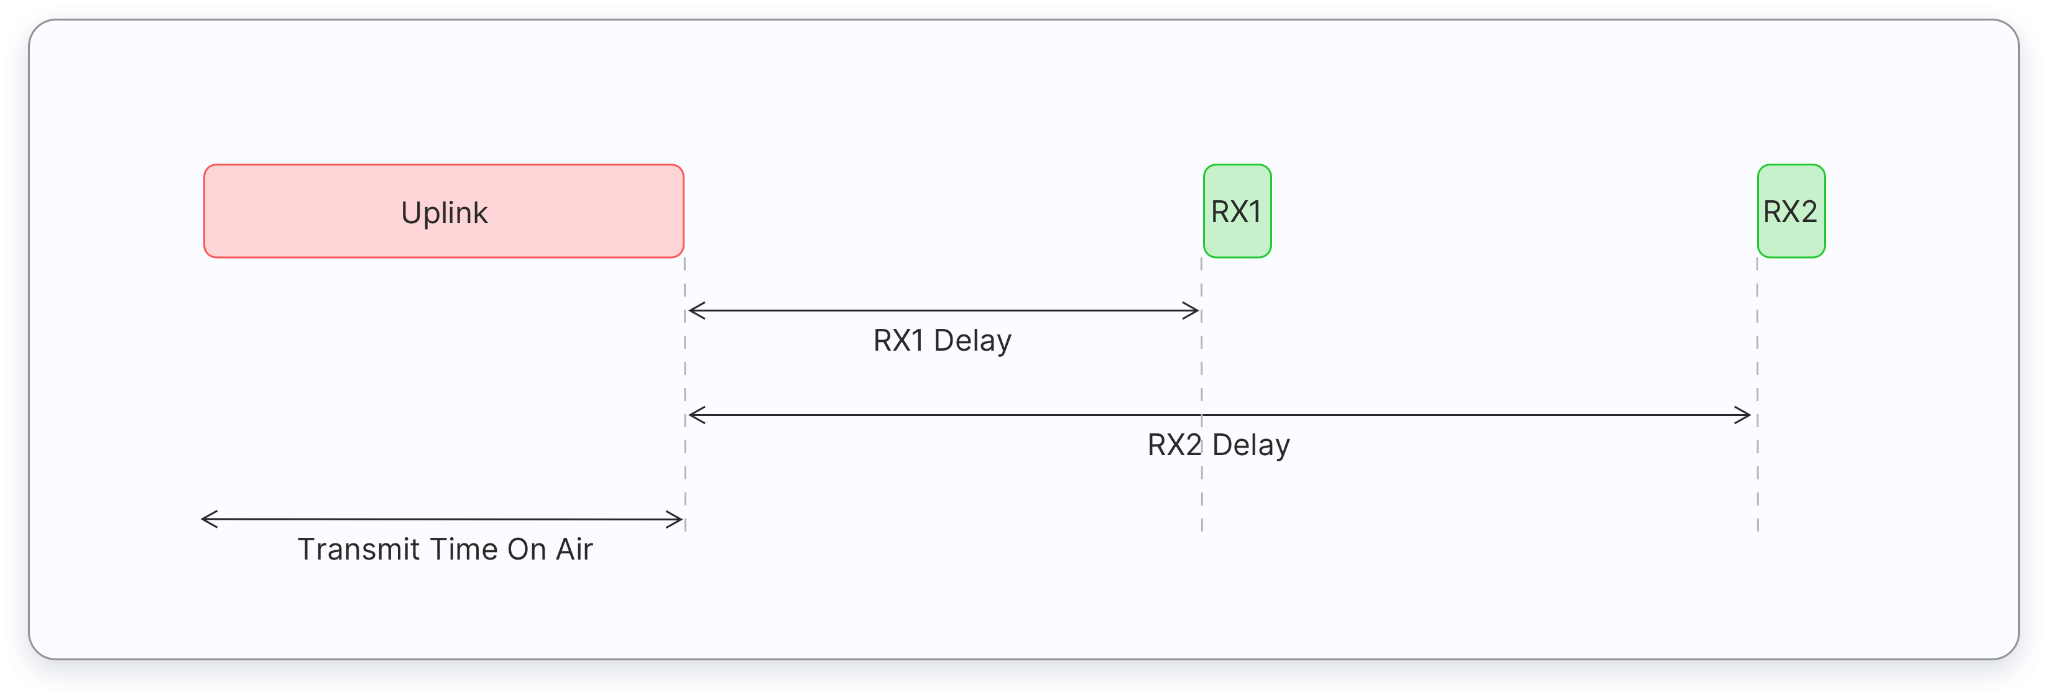 Uplink
RX1
RX2
RX1 Delay
RX2 Delay
Transmit Time On Air